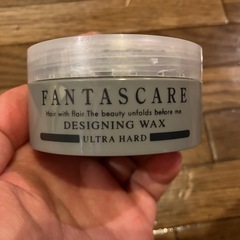 FANTASCARE
Hair with flair The beauty unfolds before me
DESIGNING WAX
ULTRA HARD